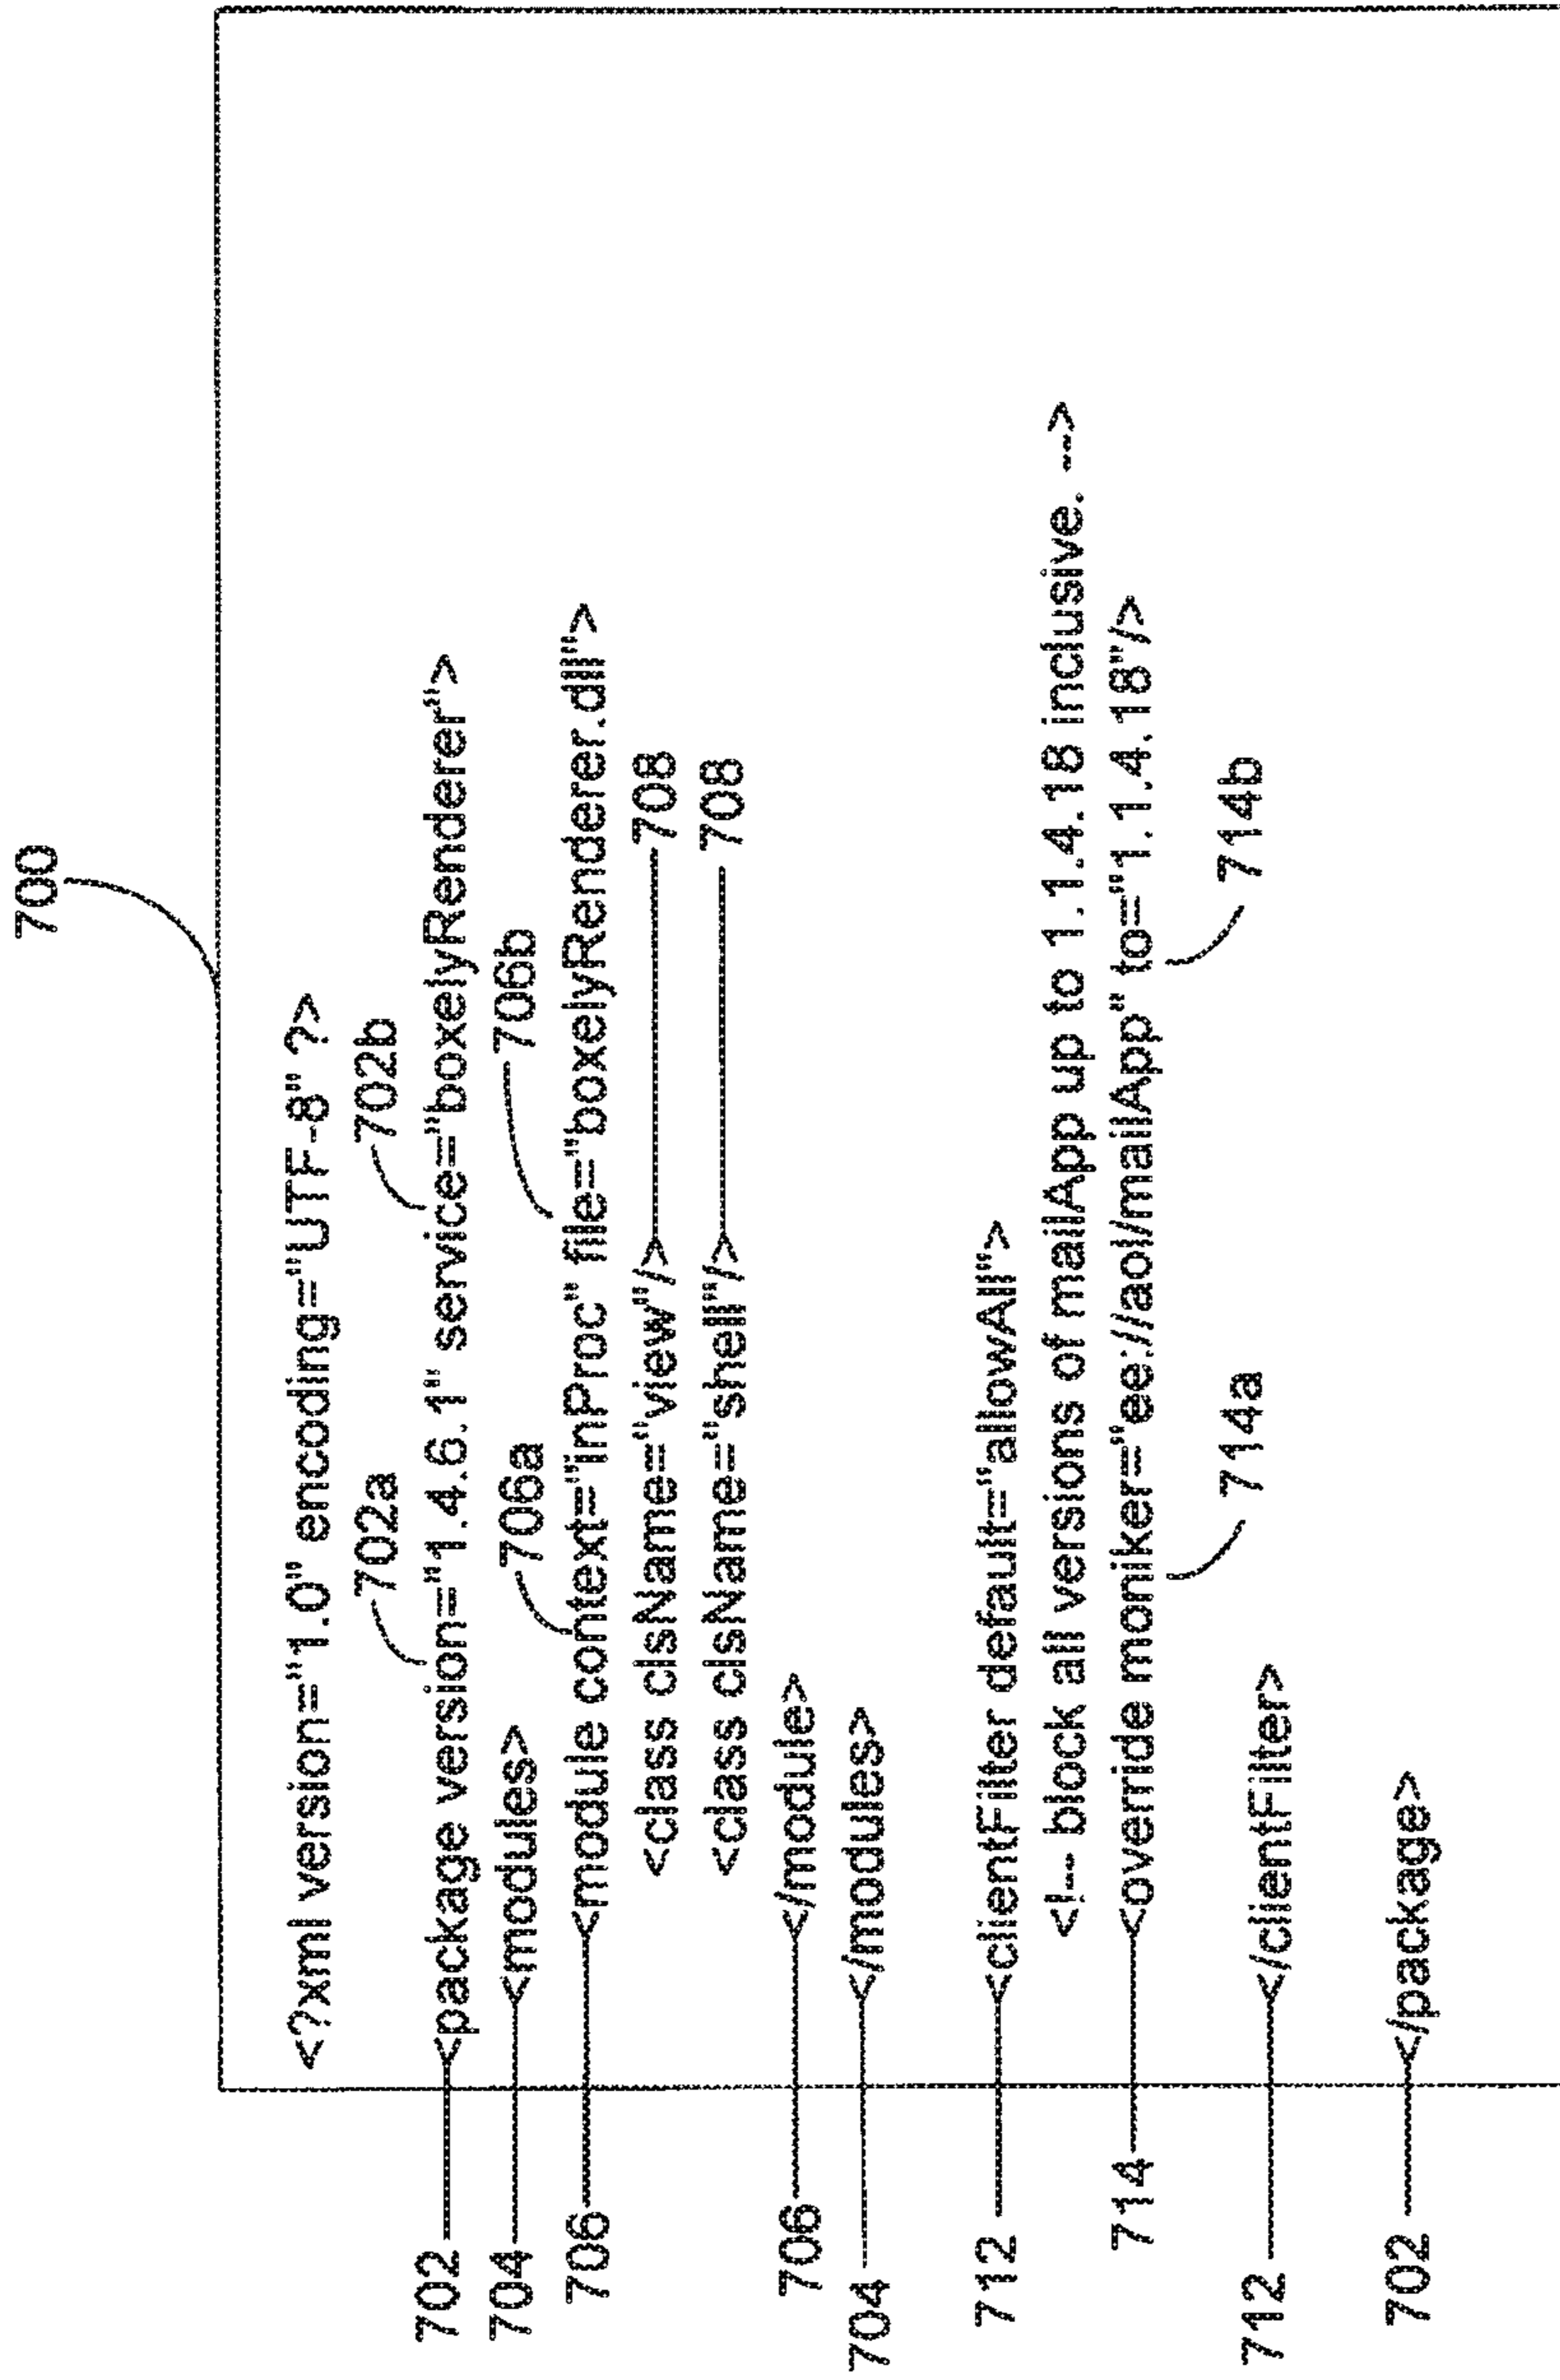 700
<?xml version="1.0" encoding="UTF-8" ?>
702a 702b
702 <package version="1.4.6.1" service="boxelyRenderer">
704 <modules>
706a 706b
706 <module context="inProc" file="boxelyRenderer.dll">
<class clsName="view"/> 708
<class clsName="shell"/> 708
706 </module>
704 </modules>
712 <clientFilter default="allowAll">
<!-- block all versions of mailApp up to 1.1.4.18 inclusive. -->
714 <override moniker="ee://aol/mailApp" to="1.1.4.18"/>
714a 714b
712 </clientFilter>
702 </package>